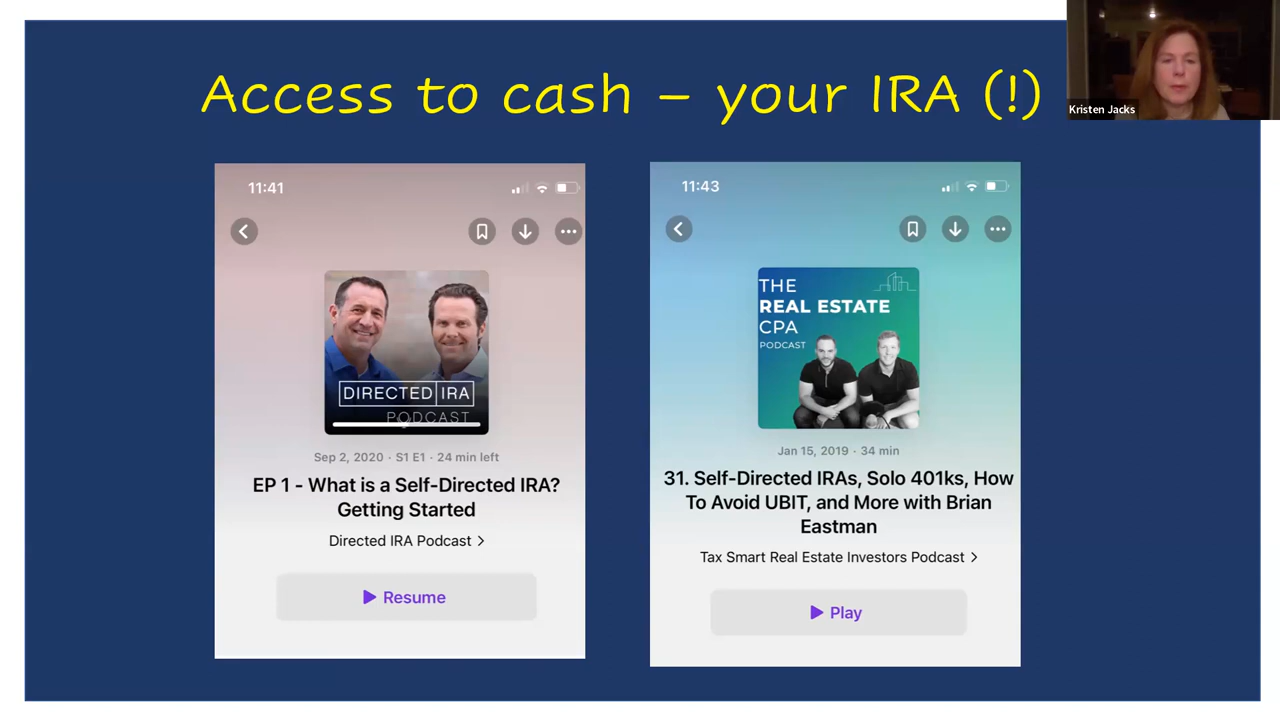 Access to cash – your IRA (!)
Kristen Jacks
11:41
DIRECTED IRA
PODCAST
Sep 2, 2020 · S1 E1 · 24 min left
EP 1 - What is a Self-Directed IRA?
Getting Started
Directed IRA Podcast >
Resume
11:43
THE
REAL ESTATE
CPA
PODCAST
Jan 15, 2019 · 34 min
31. Self-Directed IRAs, Solo 401ks, How
To Avoid UBIT, and More with Brian
Eastman
Tax Smart Real Estate Investors Podcast >
Play